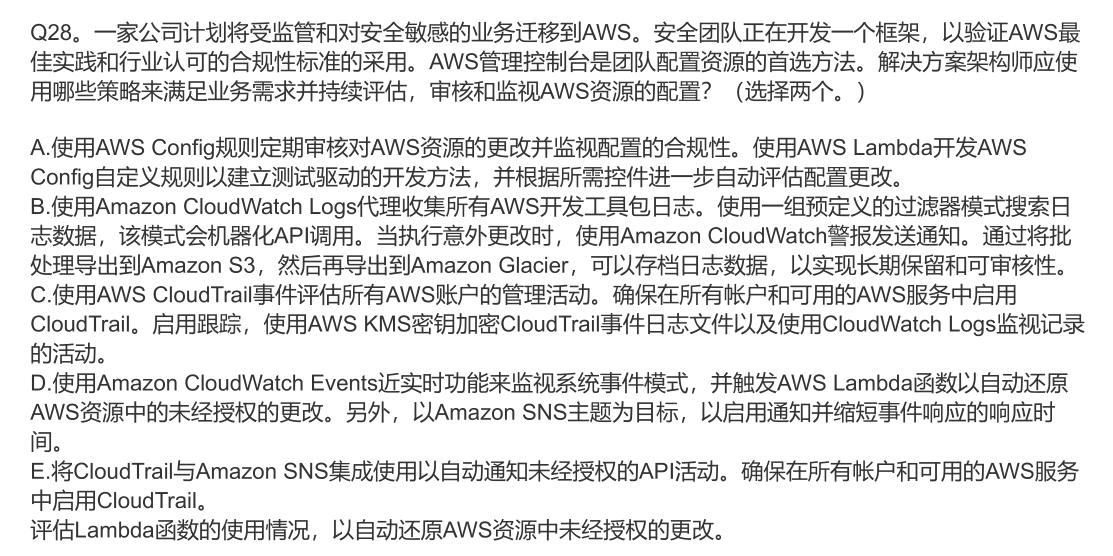 Q28。一家公司计划将受监管和对安全敏感的业务迁移到AWS。安全团队正在开发一个框架，以验证AWS最
佳实践和行业认可的合规性标准的采用。AWS管理控制台是团队配置资源的首选方法。解决方案架构师应使
用哪些策略来满足业务需求并持续评估，审核和监视AWS资源的配置？（选择两个。）
A.使用AWS Config规则定期审核对AWS资源的更改并监视配置的合规性。使用AWS Lambda开发AWS
Config自定义规则以建立测试驱动的开发方法，并根据所需控件进一步自动评估配置更改。
B.使用Amazon CloudWatch Logs代理收集所有AWS开发工具包日志。使用一组预定义的过滤器模式搜索日
志数据，该模式会机器化API调用。当执行意外更改时，使用Amazon CloudWatch警报发送通知。通过将批
处理导出到Amazon S3，然后再导出到Amazon Glacier，可以存档日志数据，以实现长期保留和可审核性。
C.使用AWS CloudTrail事件评估所有AWS账户的管理活动。确保在所有帐户和可用的AWS服务中启用
CloudTrail。启用跟踪，使用AWS KMS密钥加密CloudTrail事件日志文件以及使用CloudWatch Logs监视记录
的活动。
D.使用Amazon CloudWatch Events近实时功能来监视系统事件模式，并触发AWS Lambda函数以自动还原
AWS资源中的未经授权的更改。另外，以Amazon SNS主题为目标，以启用通知并缩短事件响应的响应时
间。
E.将CloudTrail与Amazon SNS集成使用以自动通知未经授权的API活动。确保在所有帐户和可用的AWS服务
中启用CloudTrail。
评估Lambda函数的使用情况，以自动还原AWS资源中未经授权的更改。